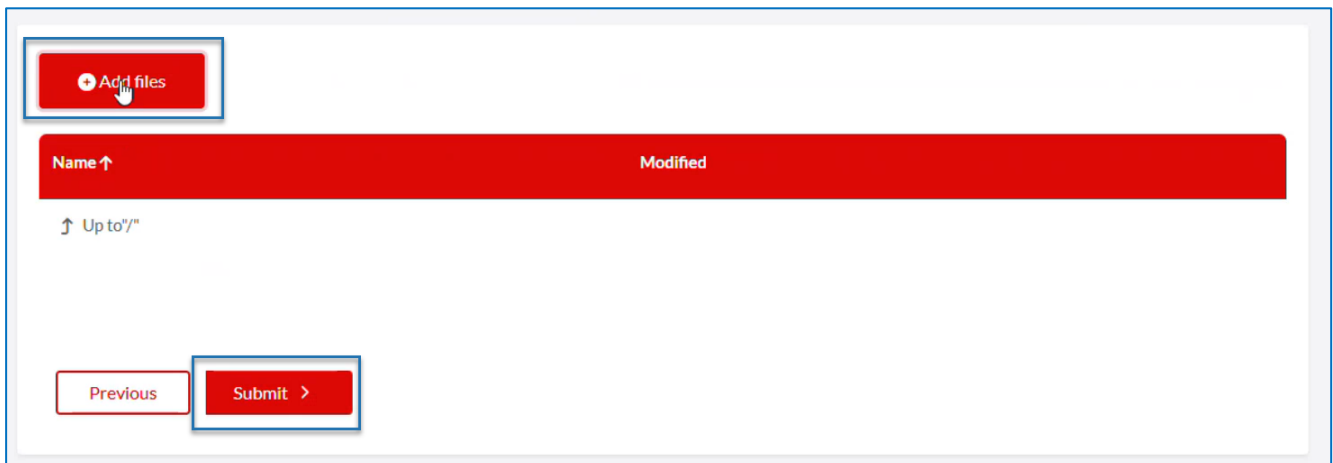 Add files
Name↑ Modified
Up to"/"
Previous Submit >